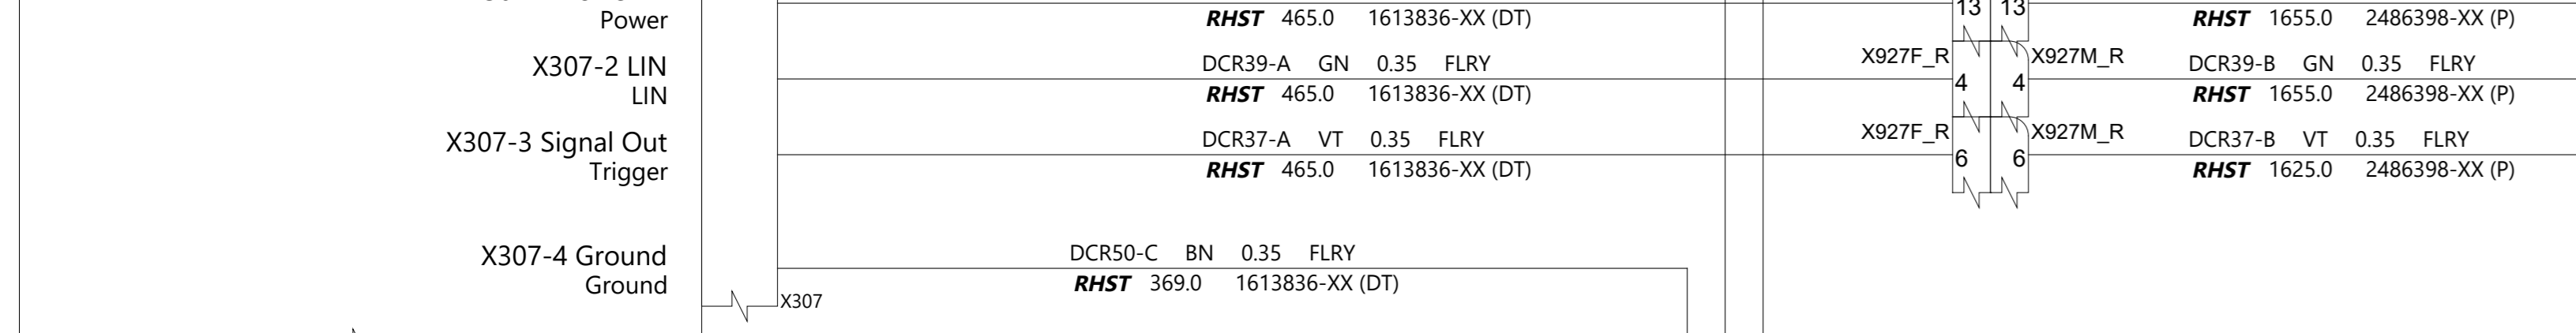 Power
RHST 465.0 1613836-XX (DT)
13 13
RHST 1655.0 2486398-XX (P)
X307-2 LIN
LIN
DCR39-A GN 0.35 FLRY
RHST 465.0 1613836-XX (DT)
X927F_R
4 4
X927M_R
DCR39-B GN 0.35 FLRY
RHST 1655.0 2486398-XX (P)
X307-3 Signal Out
Trigger
DCR37-A VT 0.35 FLRY
RHST 465.0 1613836-XX (DT)
X927F_R
6 6
X927M_R
DCR37-B VT 0.35 FLRY
RHST 1625.0 2486398-XX (P)
X307-4 Ground
Ground
DCR50-C BN 0.35 FLRY
RHST 369.0 1613836-XX (DT)
X307